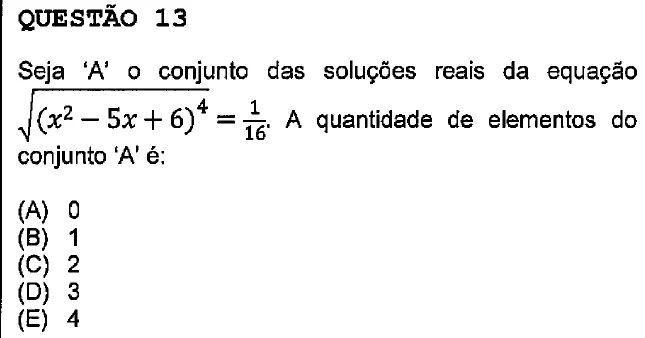 QUESTÃO 13
Seja ‘A’ o conjunto das soluções reais da equação
√(x² − 5x + 6)⁴ = 1/16. A quantidade de elementos do
conjunto ‘A’ é:
(A) 0
(B) 1
(C) 2
(D) 3
(E) 4